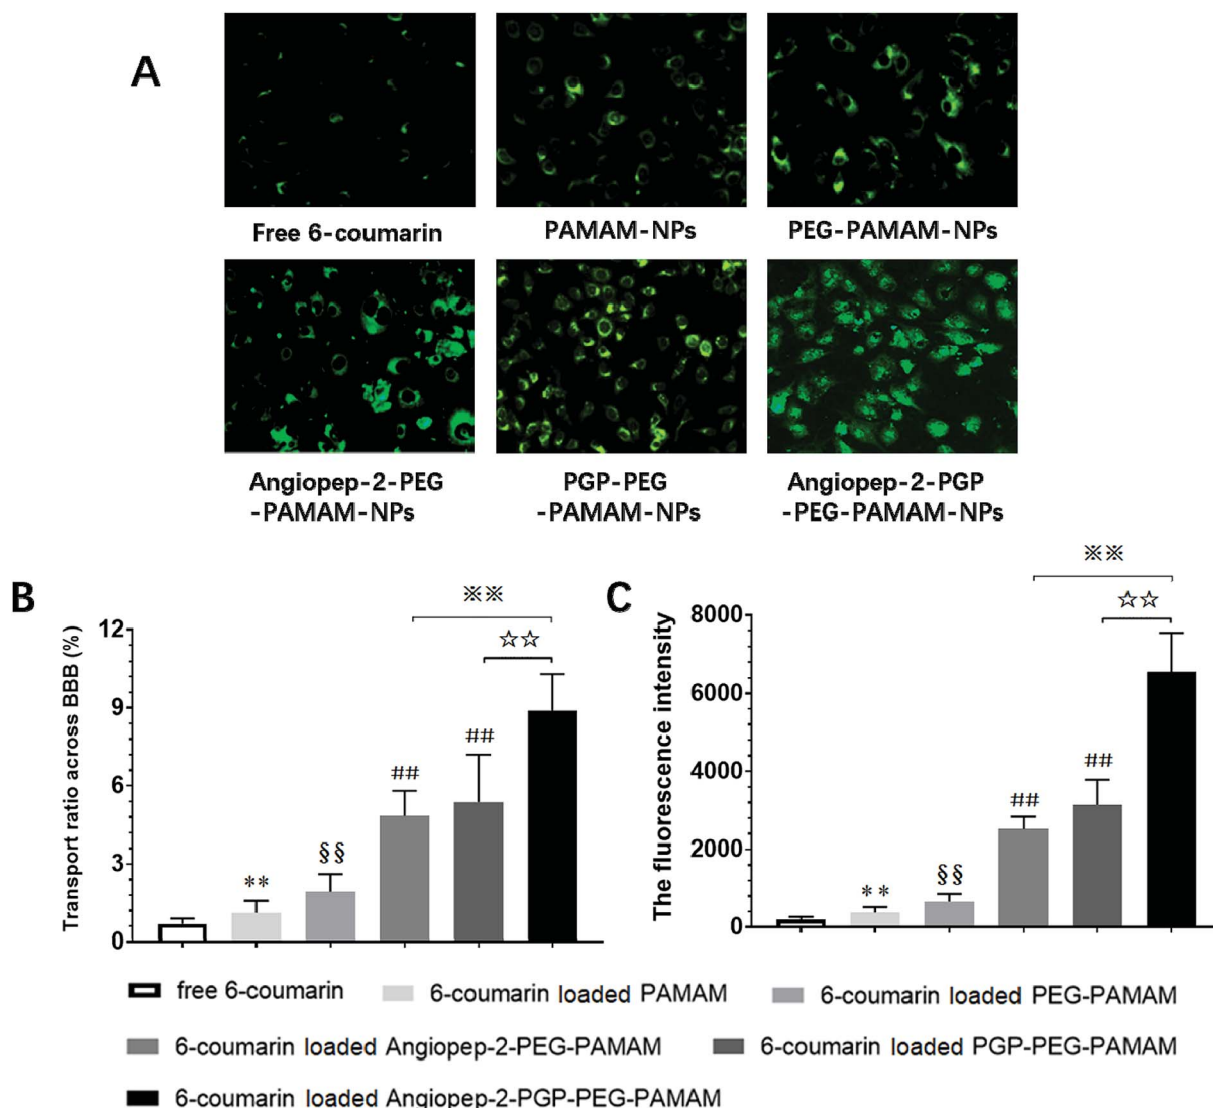 A
Free 6-coumarin
PAMAM-NPs
PEG-PAMAM-NPs
Angiopep-2-PEG
-PAMAM-NPs
PGP-PEG
-PAMAM-NPs
Angiopep-2-PGP
-PEG-PAMAM-NPs
B
Transport ratio across BBB (%)
12
9
6
3
0
**
§§
##
##
※※
☆☆
C
The fluorescence intensity
8000
6000
4000
2000
0
**
§§
##
##
※※
☆☆
free 6-coumarin
6-coumarin loaded PAMAM
6-coumarin loaded PEG-PAMAM
6-coumarin loaded Angiopep-2-PEG-PAMAM
6-coumarin loaded PGP-PEG-PAMAM
6-coumarin loaded Angiopep-2-PGP-PEG-PAMAM